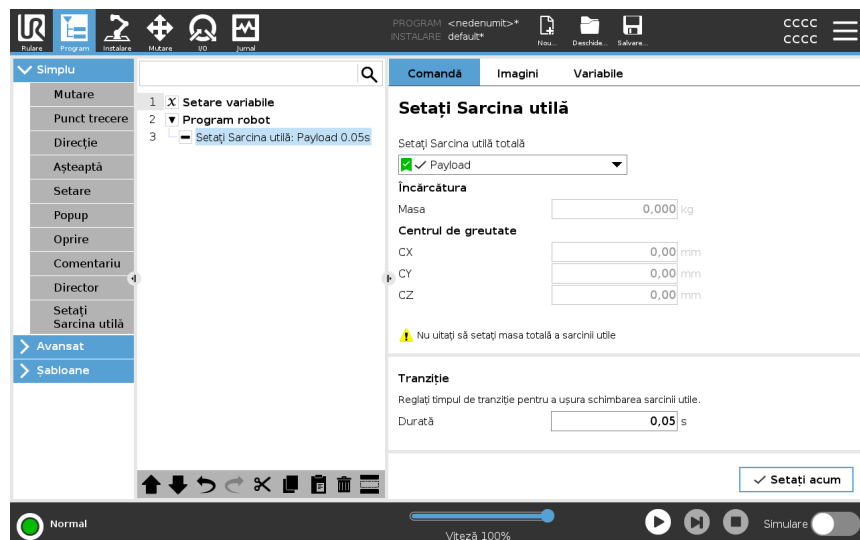 UR
PROGRAM <nedenumit>*
INSTALARE default*
Rulare Program Instalare Mutare I/O Jurnal
Nou... Deschide... Salvare...
cccc
cccc
Simplu
Mutare
Punct trecere
Direcție
Așteaptă
Setare
Popup
Oprire
Comentariu
Director
Setați
Sarcina utilă
Avansat
Șabloane
1 X Setare variabile
2 Program robot
3 Setați Sarcina utilă: Payload 0.05s
Comandă Imagini Variabile
Setați Sarcina utilă
Setați Sarcina utilă totală
Payload
Încărcătura
Masa 0,000 kg
Centrul de greutate
CX 0,00 mm
CY 0,00 mm
CZ 0,00 mm
Nu uitați să setați masa totală a sarcinii utile
Tranziție
Reglați timpul de tranziție pentru a ușura schimbarea sarcinii utile.
Durată 0,05 s
Setați acum
Normal
Viteză 100%
Simulare